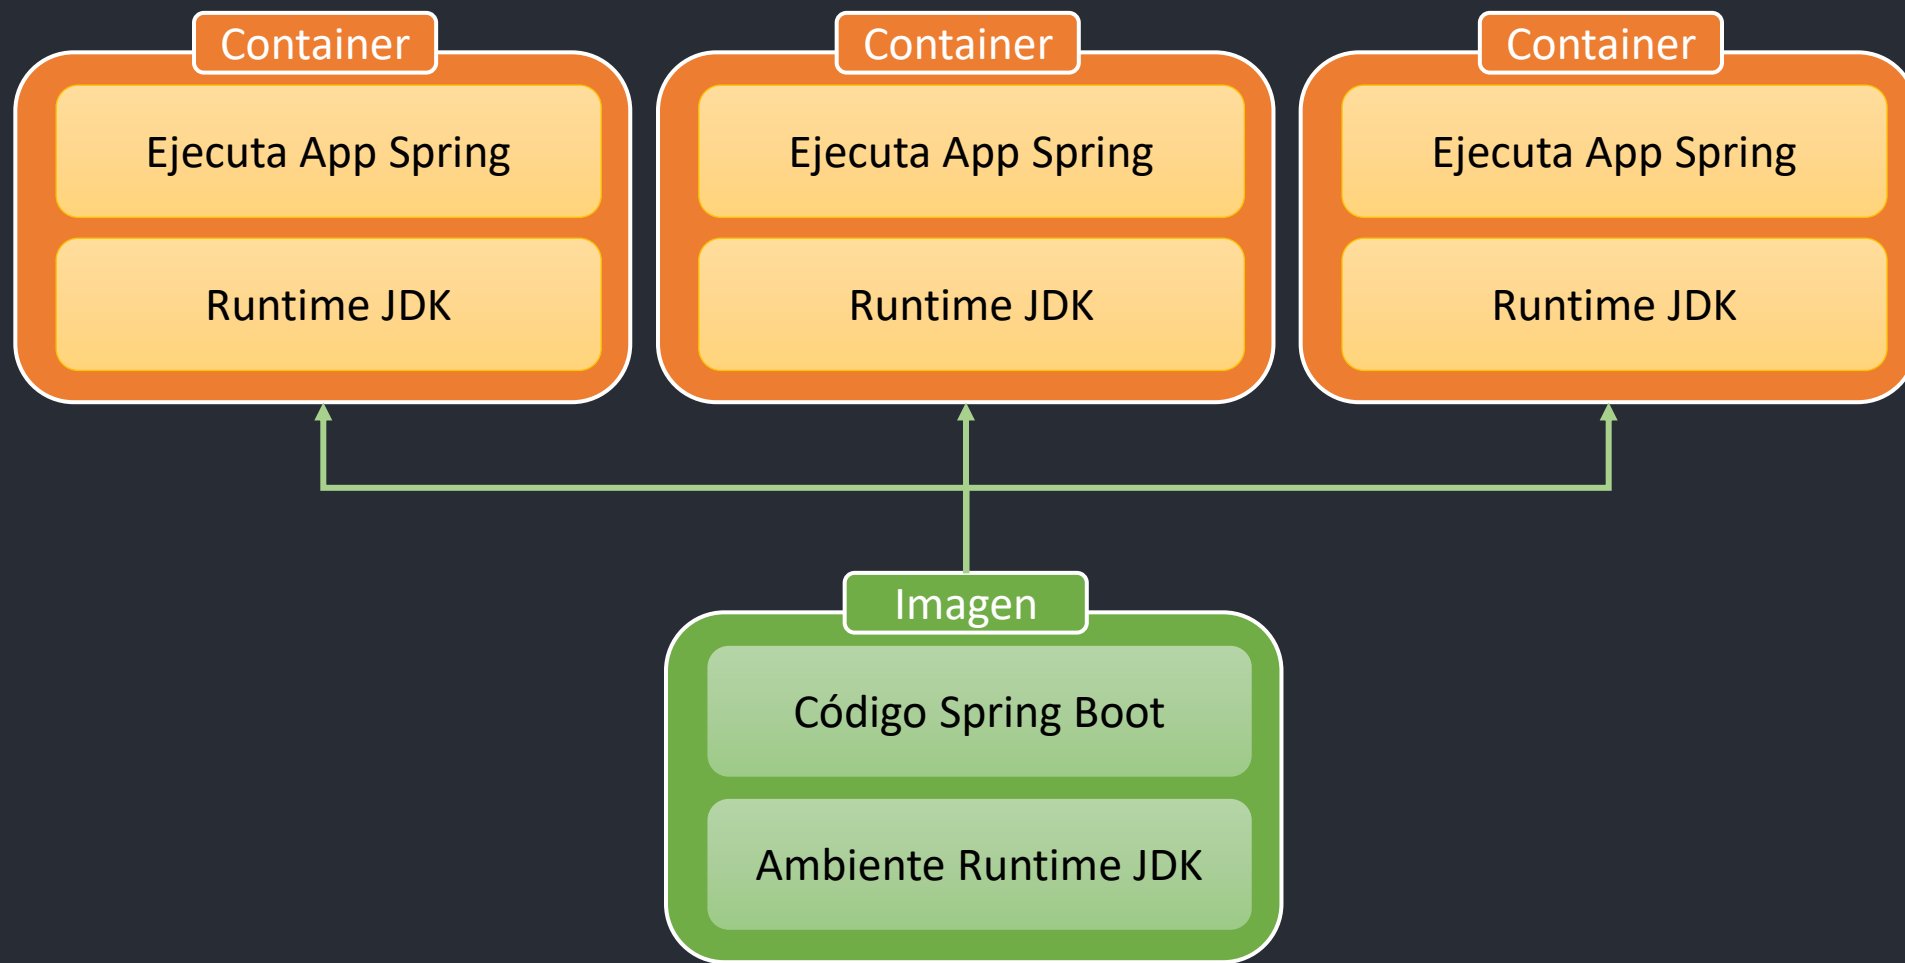 Container
Container
Container
Ejecuta App Spring
Ejecuta App Spring
Ejecuta App Spring
Runtime JDK
Runtime JDK
Runtime JDK
Imagen
Código Spring Boot
Ambiente Runtime JDK